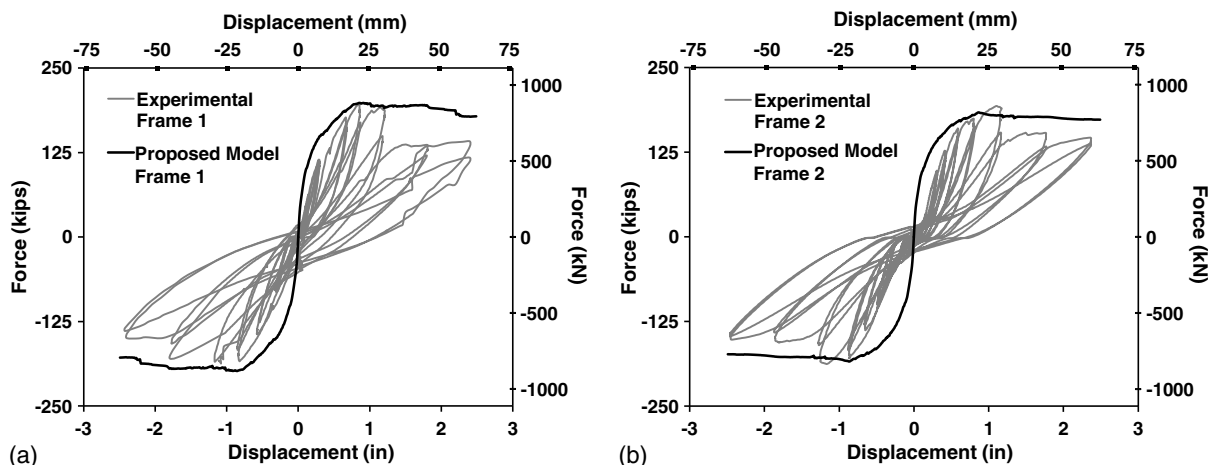 Displacement (mm)
-75 -50 -25 0 25 50 75
250
125
0
-125
-250
Force (kips)
Experimental
Frame 1
Proposed Model
Frame 1
1000
500
0
-500
-1000
Force (kN)
-3 -2 -1 0 1 2 3
Displacement (in)
(a)
Displacement (mm)
-75 -50 -25 0 25 50 75
250
125
0
-125
-250
Force (kips)
Experimental
Frame 2
Proposed Model
Frame 2
1000
500
0
-500
-1000
Force (kN)
-3 -2 -1 0 1 2 3
Displacement (in)
(b)